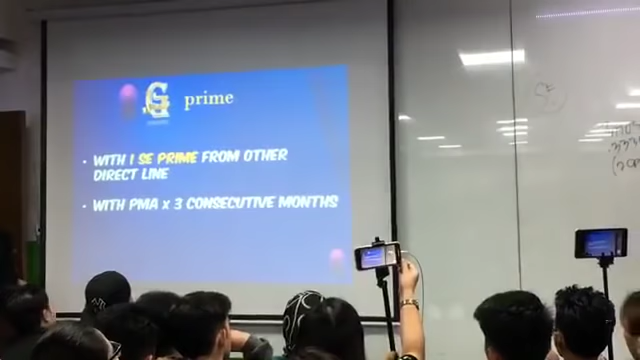 G prime
• WITH 1 SE PRIME FROM OTHER
DIRECT LINE
• WITH PMA x 3 CONSECUTIVE MONTHS